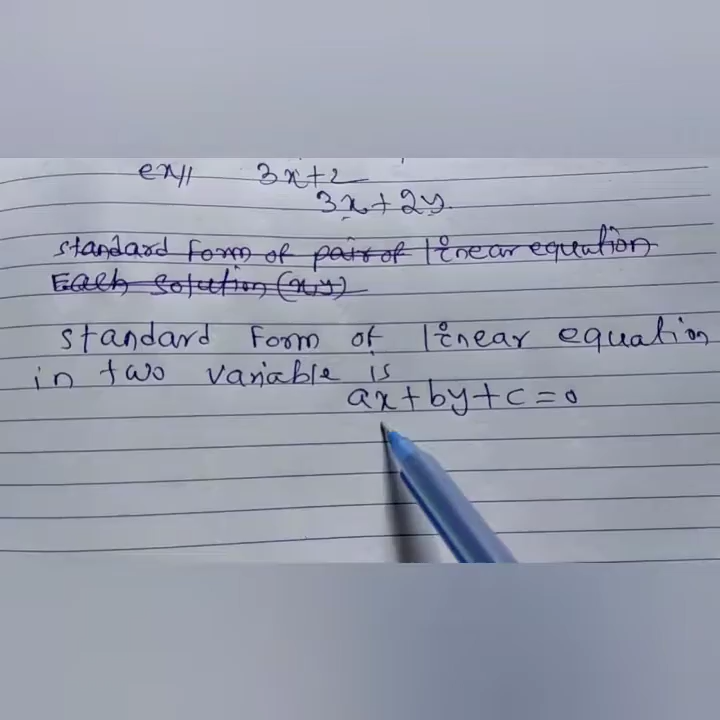 ex// 3x+2
3x+2y.
standard form of pair of linear equation
Each solution (x,y)
standard form of linear equation
in two variable is
ax+by+c=0